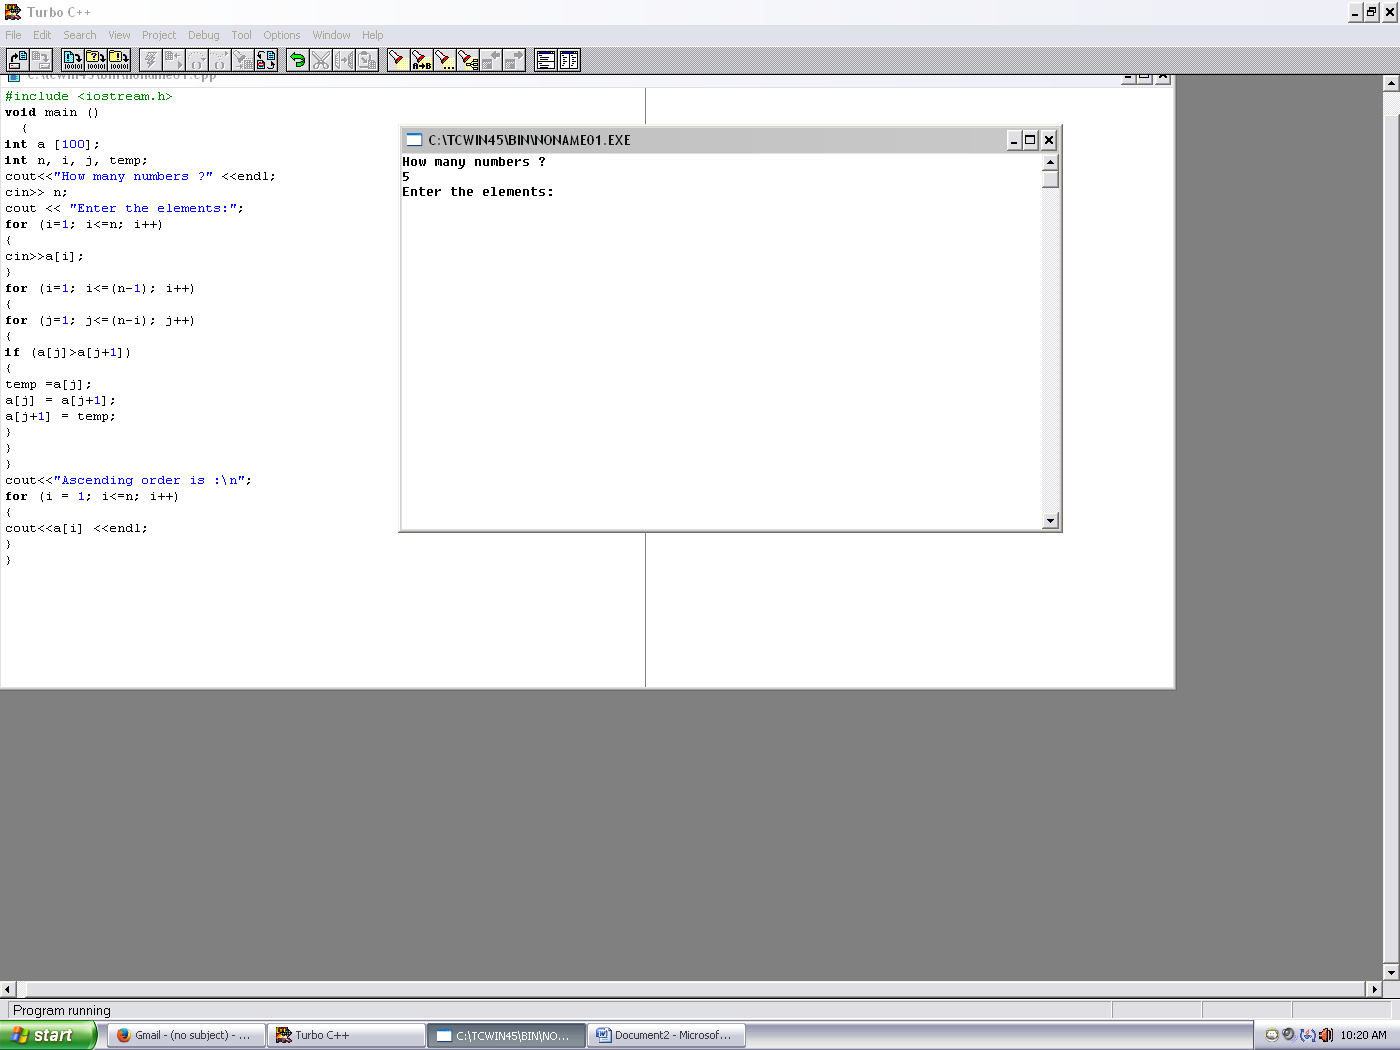 Turbo C++
File Edit Search View Project Debug Tool Options Window Help
c:\tcwin45\bin\noname01.cpp
#include <iostream.h>
void main ()
{
int a [100];
int n, i, j, temp;
cout<<"How many numbers ?" <<endl;
cin>> n;
cout << "Enter the elements:";
for (i=1; i<=n; i++)
{
cin>>a[i];
}
for (i=1; i<=(n-1); i++)
{
for (j=1; j<=(n-i); j++)
{
if (a[j]>a[j+1])
{
temp =a[j];
a[j] = a[j+1];
a[j+1] = temp;
}
}
}
cout<<"Ascending order is :\n";
for (i = 1; i<=n; i++)
{
cout<<a[i] <<endl;
}
}
C:\TCWIN45\BIN\NONAME01.EXE
How many numbers ?
5
Enter the elements:
Program running
start
Gmail - (no subject) - ...
Turbo C++
C:\TCWIN45\BIN\NO...
Document2 - Microsof...
10:20 AM